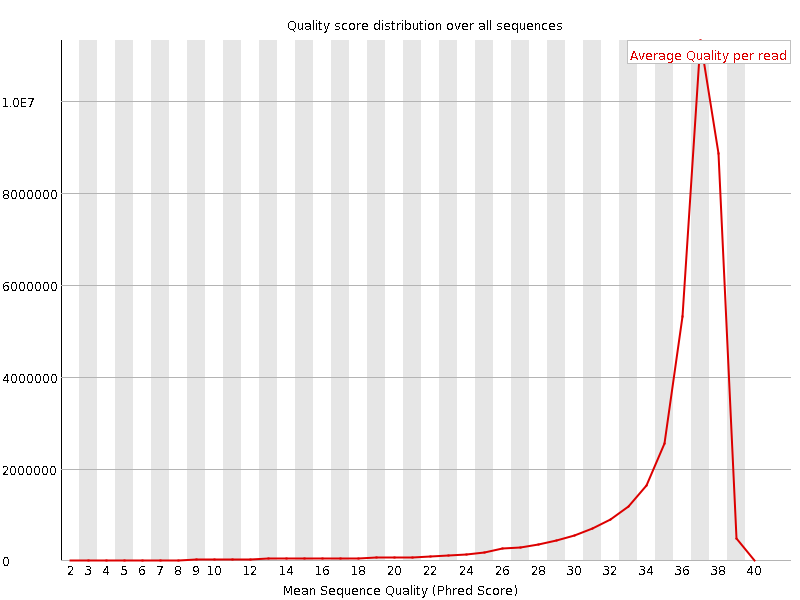 Quality score distribution over all sequences
Average Quality per read
1.0E7
8000000
6000000
4000000
2000000
0
2 3 4 5 6 7 8 9 10 12 14 16 18 20 22 24 26 28 30 32 34 36 38 40
Mean Sequence Quality (Phred Score)